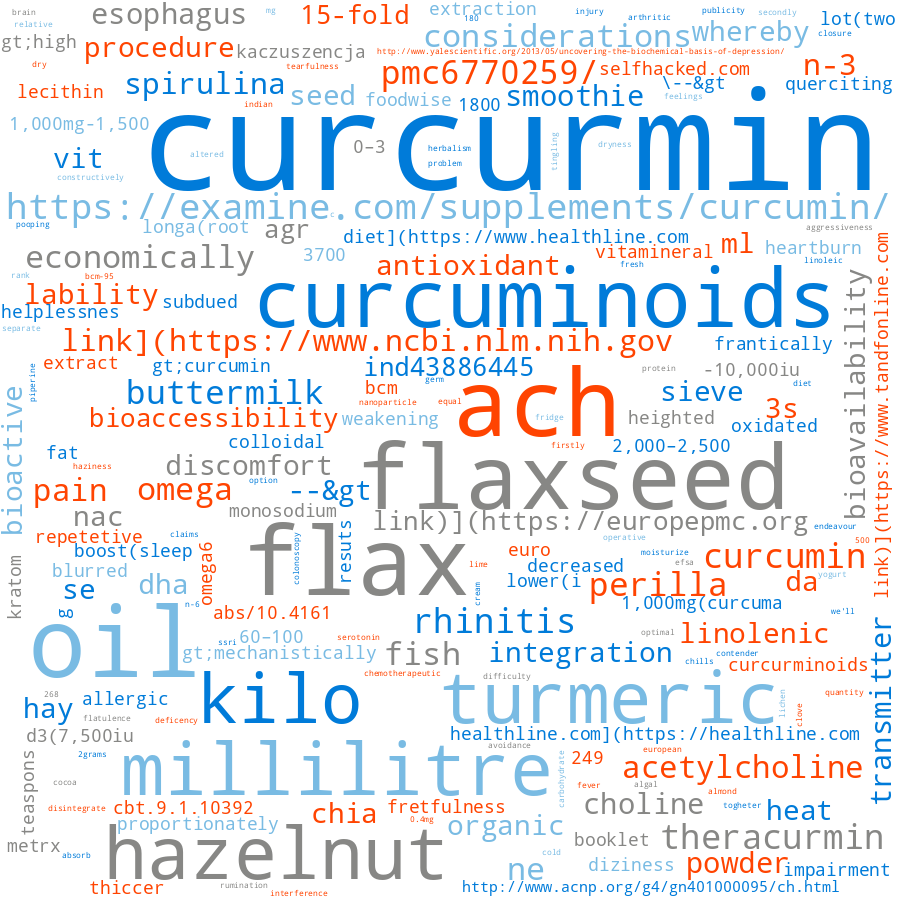 brain
esophagus
15-fold
extraction
mg
180
injury
arthritic
publicity
secondly
relative
considerations
whereby
lot(two
closure
gt;high
procedure
kaczuszencja
http://www.yalescientific.org/2013/05/uncovering-the-biochemical-basis-of-depression/
dry
tearfulness
pmc6770259/
selfhacked.com
n-3
spirulina
lecithin
indian
seed
foodwise
1800
smoothie
\--&gt
feelings
querciting
1,000mg-1,500
curcurmin
0–3
herbalism
problem
tingling
dryness
vit
altered
constructively
https://examine.com/supplements/curcumin/
c
pooping
longa(root
agr
diet](https://www.healthline.com
ml
aggressiveness
economically
3700
antioxidant
vitamineral
heartburn
fresh
linoleic
rank
bcm-95
lability
subdued
curcuminoids
helplessnes
separate
link](https://www.ncbi.nlm.nih.gov
frantically
extract
gt;curcumin
ind43886445
protein
-10,000iu
diet
piperine
buttermilk
bcm
germ
nanoparticle
equal
ach
sieve
3s
bioavailability
link)](https://www.tandfonline.com
bioactive
bioaccessibility
weakening
fridge
heighted
oxidated
colloidal
firstly
2,000–2,500
fat
haziness
discomfort
flaxseed
option
pain
omega
--&gt
nac
monosodium
link)](https://europepmc.org
endeavour
repetetive
claims
flax
colonoscopy
resuts
operative
500
boost(sleep
euro
moisturize
curcumin
kratom
blurred
omega6
lime
decreased
efsa
yogurt
se
dha
cream
lower(i
perilla
da
g
n-6
abs/10.4161
1,000mg(curcuma
we'll
oil
60–100
ssri
serotonin
rhinitis
optimal
linolenic
gt;mechanistically
fish
integration
contender
chills
curcurminoids
chemotherapeutic
difficulty
transmitter
268
hay
allergic
kilo
turmeric
quantity
lichen
clove
flatulence
deficency
d3(7,500iu
healthline.com](https://healthline.com
2grams
avoidance
european
249
millilitre
carbohydrate
acetylcholine
teaspons
cocoa
fever
algal
almond
disintegrate
cbt.9.1.10392
chia
fretfulness
choline
togheter
heat
proportionately
0.4mg
organic
booklet
theracurmin
metrx
absorb
hazelnut
cold
ne
diziness
powder
impairment
thiccer
rumination
interference
http://www.acnp.org/g4/gn401000095/ch.html